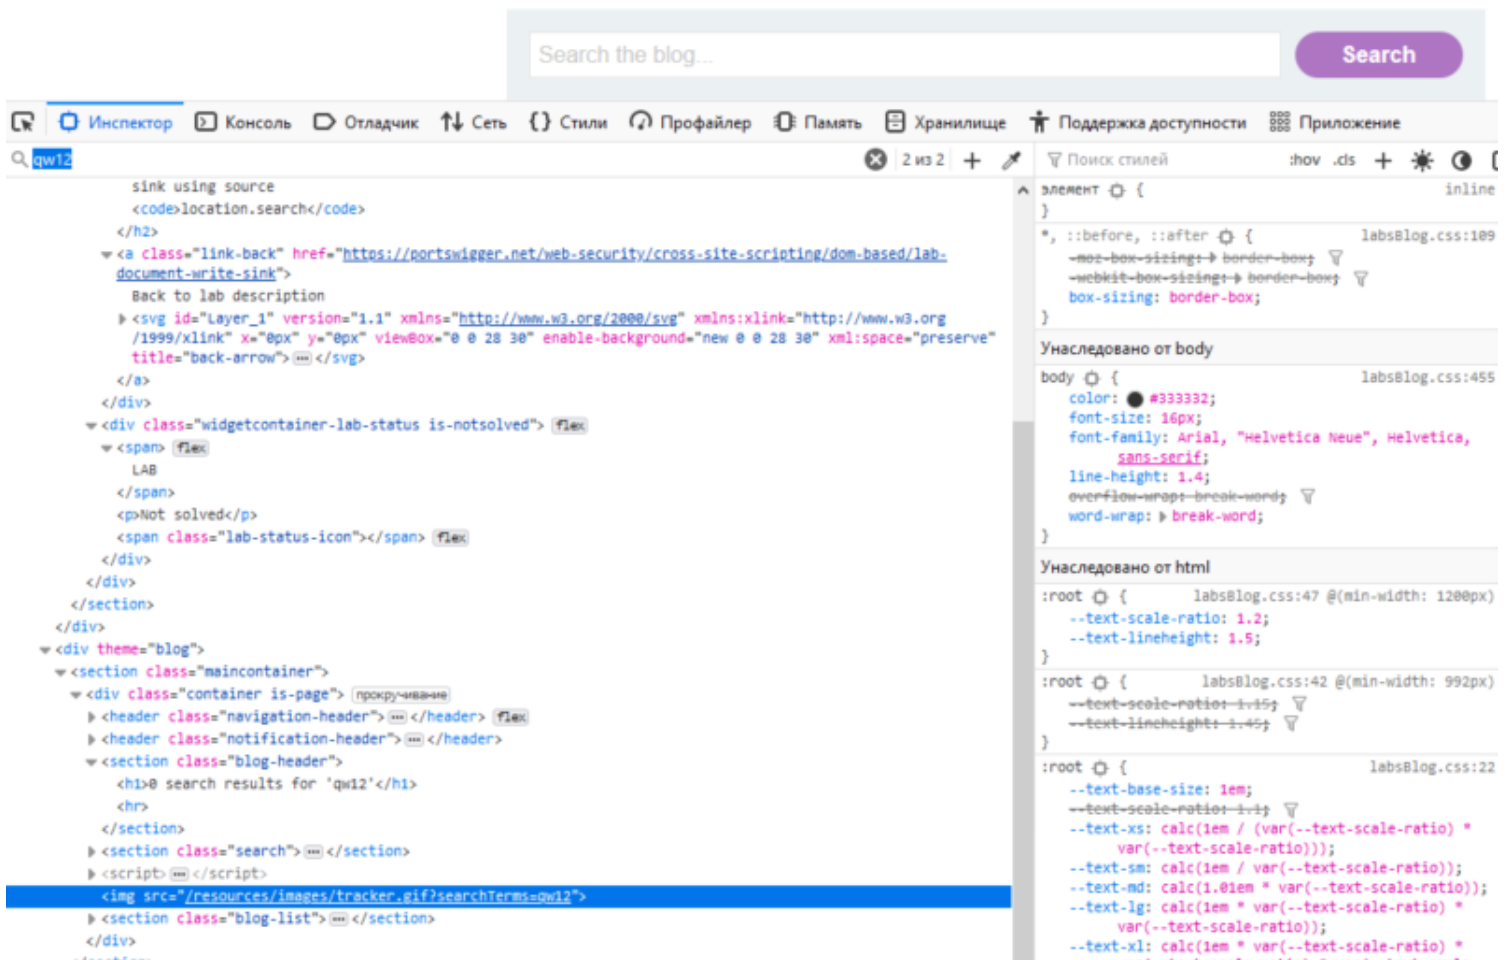 Search the blog...
Search
Инспектор Консоль Отладчик Сеть Стили Профайлер Память Хранилище Поддержка доступности Приложение
qw12
2 из 2
sink using source
<code>location.search</code>
</h2>
<a class="link-back" href="https://portswigger.net/web-security/cross-site-scripting/dom-based/lab-
document-write-sink">
Back to lab description
<svg id="Layer_1" version="1.1" xmlns="http://www.w3.org/2000/svg" xmlns:xlink="http://www.w3.org
/1999/xlink" x="0px" y="0px" viewBox="0 0 28 30" enable-background="new 0 0 28 30" xml:space="preserve"
title="back-arrow"> </svg>
</a>
</div>
<div class="widgetcontainer-lab-status is-notsolved"> flex
<span> flex
LAB
</span>
<p>Not solved</p>
<span class="lab-status-icon"></span> flex
</div>
</div>
</section>
</div>
<div theme="blog">
<section class="maincontainer">
<div class="container is-page"> прокручивание
<header class="navigation-header"> </header> flex
<header class="notification-header"> </header>
<section class="blog-header">
<h1>0 search results for 'qw12'</h1>
<hr>
</section>
<section class="search"> </section>
<script> </script>
<img src="/resources/images/tracker.gif?searchTerms=qw12">
<section class="blog-list"> </section>
</div>
Поиск стилей
:hov .cls
элемент { inline
}
*, ::before, ::after { labsBlog.css:109
-moz-box-sizing: border-box;
-webkit-box-sizing: border-box;
box-sizing: border-box;
}
Унаследовано от body
body { labsBlog.css:455
color: #333332;
font-size: 16px;
font-family: Arial, "Helvetica Neue", Helvetica,
sans-serif;
line-height: 1.4;
overflow-wrap: break-word;
word-wrap: break-word;
}
Унаследовано от html
:root { labsBlog.css:47 @(min-width: 1200px)
--text-scale-ratio: 1.2;
--text-lineheight: 1.5;
}
:root { labsBlog.css:42 @(min-width: 992px)
--text-scale-ratio: 1.15;
--text-lineheight: 1.45;
}
:root { labsBlog.css:22
--text-base-size: 1em;
--text-scale-ratio: 1.1;
--text-xs: calc(1em / (var(--text-scale-ratio) *
var(--text-scale-ratio)));
--text-sm: calc(1em / var(--text-scale-ratio));
--text-md: calc(1.01em * var(--text-scale-ratio));
--text-lg: calc(1em * var(--text-scale-ratio) *
var(--text-scale-ratio));
--text-xl: calc(1em * var(--text-scale-ratio) *